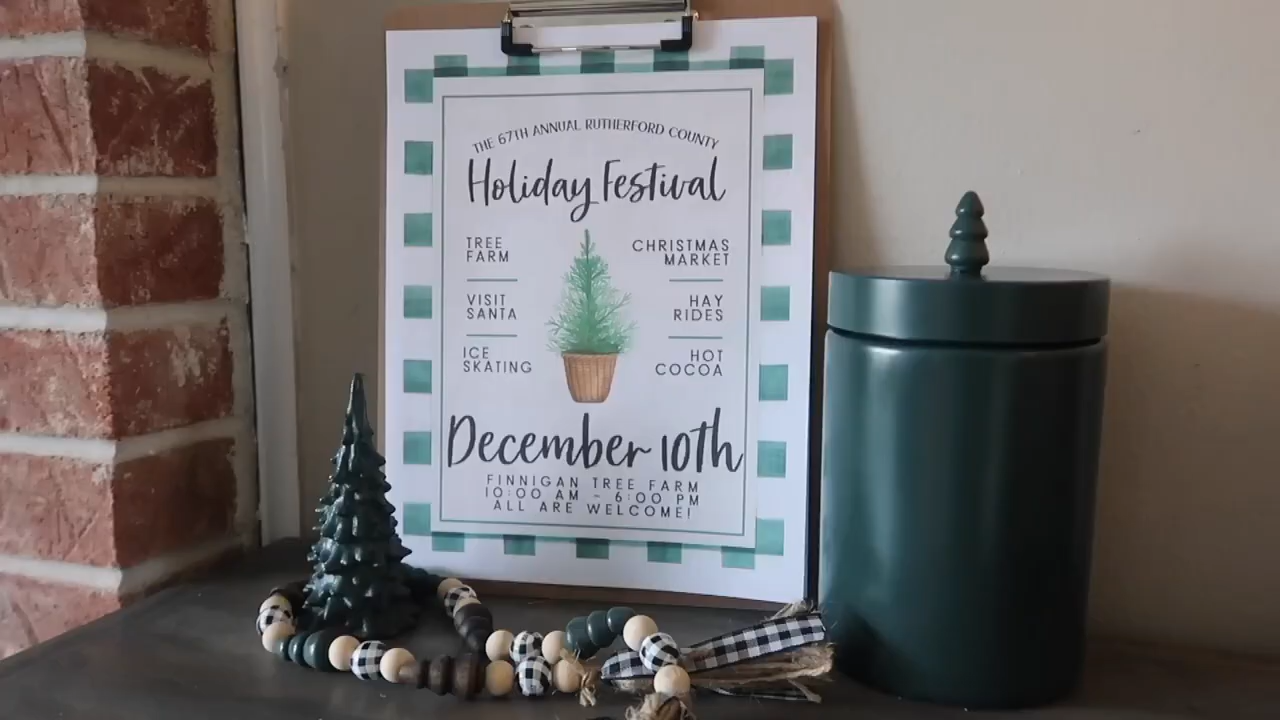 THE 67TH ANNUAL RUTHERFORD COUNTY
Holiday Festival
TREE
FARM
VISIT
SANTA
ICE
SKATING
CHRISTMAS
MARKET
HAY
RIDES
HOT
COCOA
December 10th
FINNIGAN TREE FARM
10:00 AM - 6:00 PM
ALL ARE WELCOME!